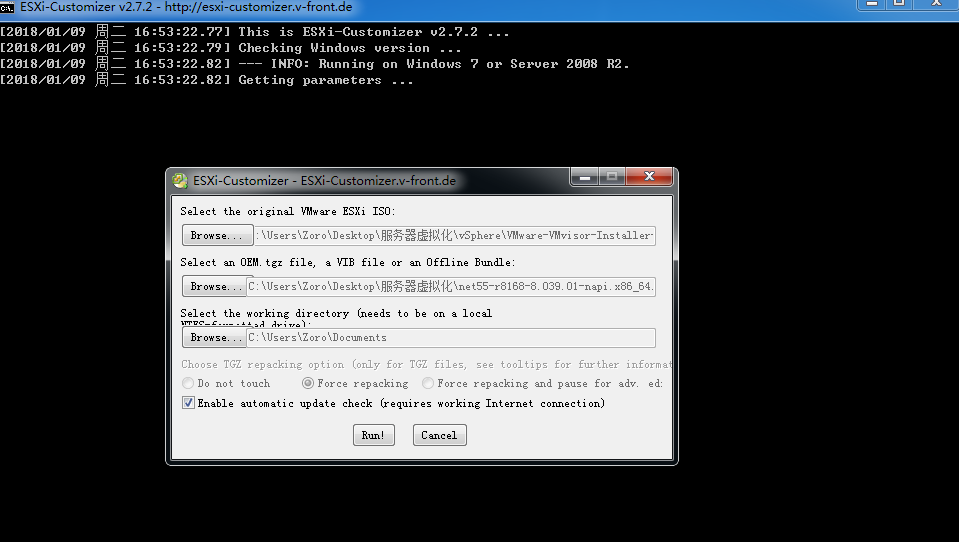 ESXi-Customizer v2.7.2 - http://esxi-customizer.v-front.de
[2018/01/09 周二 16:53:22.77] This is ESXi-Customizer v2.7.2 ...
[2018/01/09 周二 16:53:22.79] Checking Windows version ...
[2018/01/09 周二 16:53:22.82] --- INFO: Running on Windows 7 or Server 2008 R2.
[2018/01/09 周二 16:53:22.82] Getting parameters ...
ESXi-Customizer - ESXi-Customizer.v-front.de
Select the original VMware ESXi ISO:
Browse... :\Users\Zoro\Desktop\服务器虚拟化\vSphere\VMware-VMvisor-Installer-
Select an OEM.tgz file, a VIB file or an Offline Bundle:
Browse... C:\Users\Zoro\Desktop\服务器虚拟化\net55-r8168-8.039.01-napi.x86_64.
Select the working directory (needs to be on a local
NTFS-formatted drive):
Browse... C:\Users\Zoro\Documents
Choose TGZ repacking option (only for TGZ files, see tooltips for further informat
Do not touch Force repacking Force repacking and pause for adv. ed:
Enable automatic update check (requires working Internet connection)
Run! Cancel